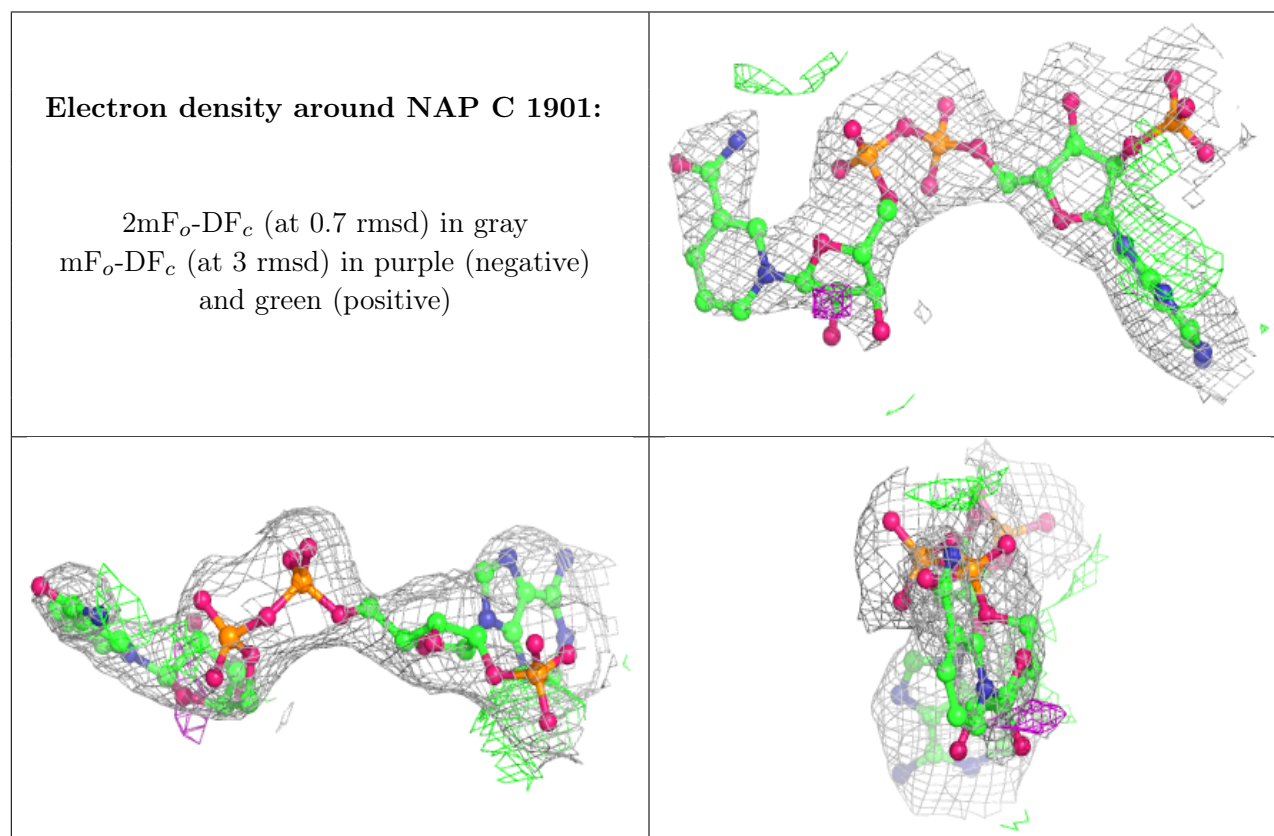 Electron density around NAP C 1901:
2mFo-DFc (at 0.7 rmsd) in gray
mFo-DFc (at 3 rmsd) in purple (negative)
and green (positive)